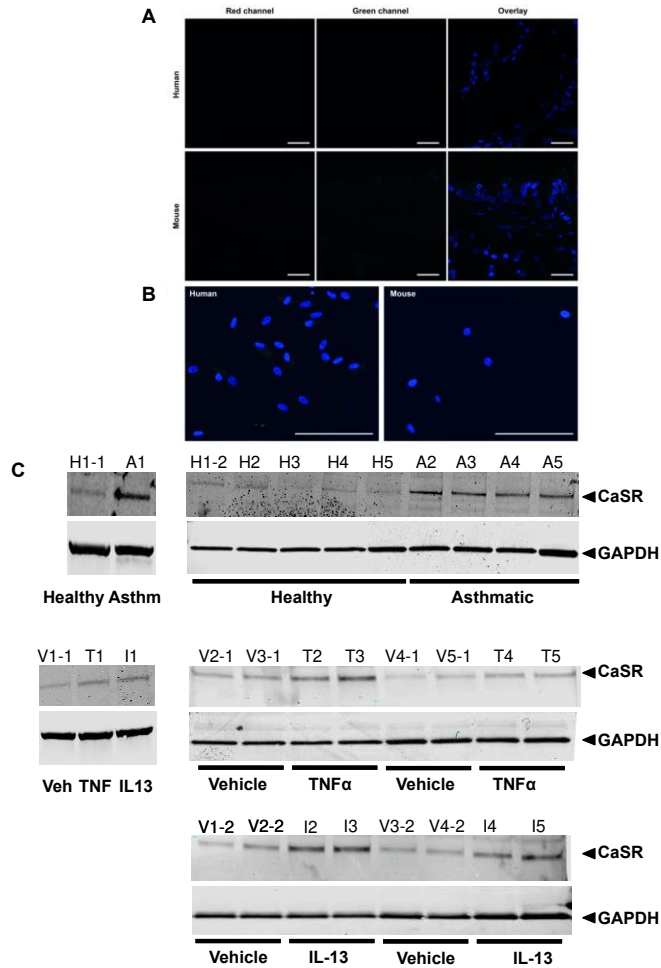 A
Red channel Green channel Overlay
Human
Mouse
B
Human Mouse
C
H1-1 A1 H1-2 H2 H3 H4 H5 A2 A3 A4 A5
◄CaSR
◄GAPDH
Healthy Asthm Healthy Asthmatic
V1-1 T1 I1 V2-1 V3-1 T2 T3 V4-1 V5-1 T4 T5
◄CaSR
◄GAPDH
Veh TNF IL13 Vehicle TNFα Vehicle TNFα
V1-2 V2-2 I2 I3 V3-2 V4-2 I4 I5
◄CaSR
◄GAPDH
Vehicle IL-13 Vehicle IL-13